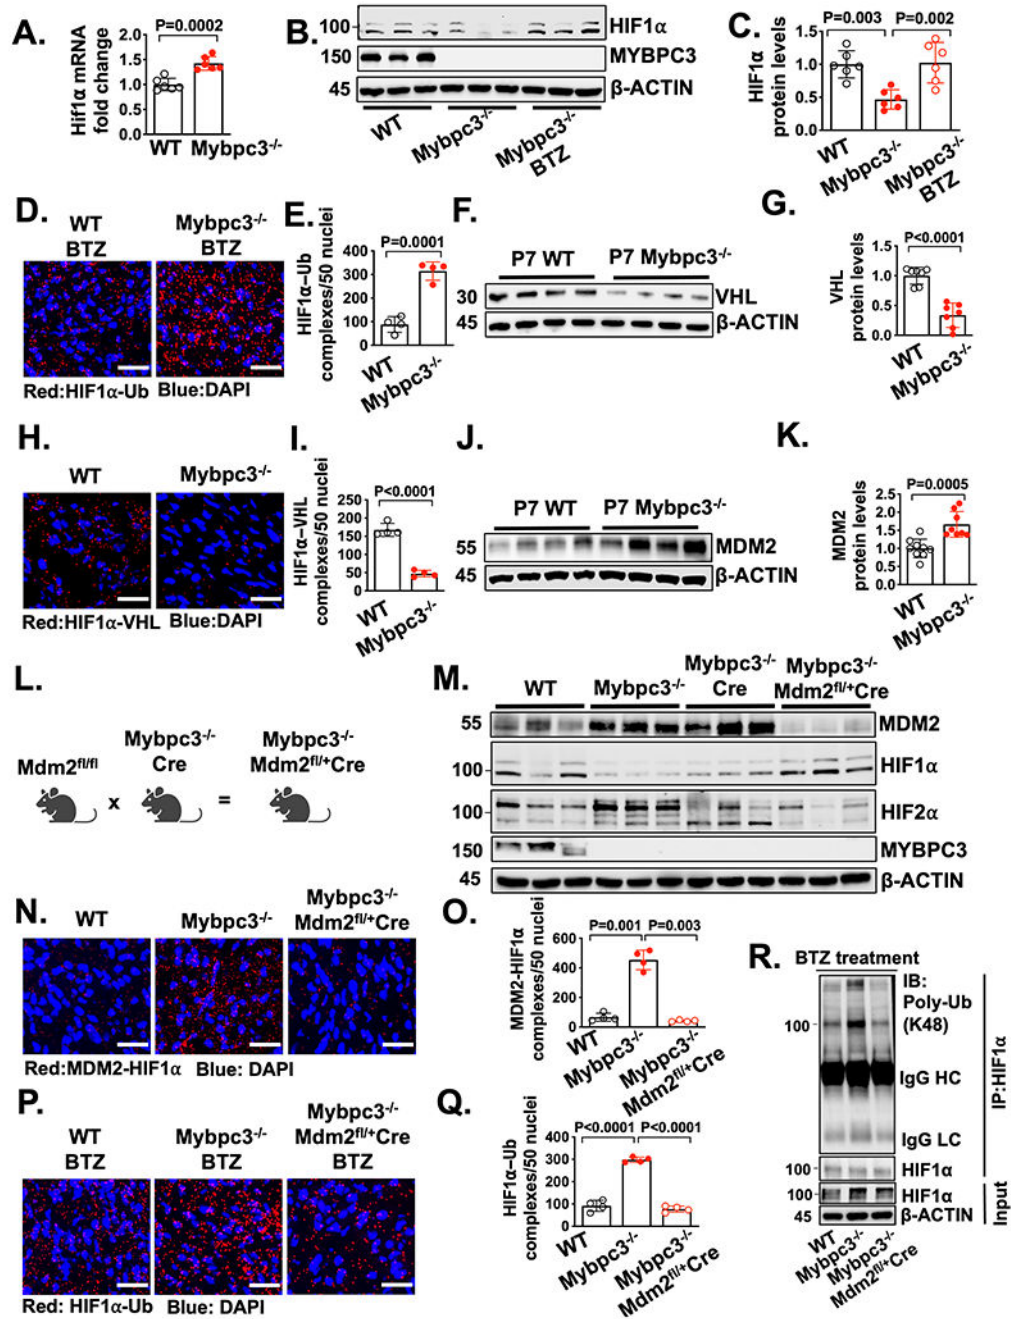 A.
Hif1α mRNA
fold change
2.0
1.5
1.0
0.5
0.0
P=0.0002
WT
Mybpc3-/-
B.
100
150
45
HIF1α
MYBPC3
β-ACTIN
WT
Mybpc3-/-
Mybpc3-/-
BTZ
C.
HIF1α
protein levels
1.5
1.0
0.5
0.0
P=0.003
P=0.002
WT
Mybpc3-/-
Mybpc3-/-
BTZ
D.
WT
BTZ
Mybpc3-/-
BTZ
Red:HIF1α-Ub
Blue:DAPI
E.
HIF1α–Ub
complexes/50 nuclei
400
300
200
100
0
P=0.0001
WT
Mybpc3-/-
F.
P7 WT
P7 Mybpc3-/-
30
45
VHL
β-ACTIN
G.
VHL
protein levels
1.5
1.0
0.5
0.0
P<0.0001
WT
Mybpc3-/-
H.
WT
Mybpc3-/-
Red:HIF1α-VHL
Blue:DAPI
I.
HIF1α–VHL
complexes/50 nuclei
250
200
150
100
50
0
P<0.0001
WT
Mybpc3-/-
J.
P7 WT
P7 Mybpc3-/-
55
45
MDM2
β-ACTIN
K.
MDM2
protein levels
2.5
2.0
1.5
1.0
0.5
0.0
P=0.0005
WT
Mybpc3-/-
L.
Mdm2fl/fl
x
Mybpc3-/-
Cre
=
Mybpc3-/-
Mdm2fl/+Cre
M.
WT
Mybpc3-/-
Mybpc3-/-
Cre
Mybpc3-/-
Mdm2fl/+Cre
55
100
100
150
45
MDM2
HIF1α
HIF2α
MYBPC3
β-ACTIN
N.
WT
Mybpc3-/-
Mybpc3-/-
Mdm2fl/+Cre
Red:MDM2-HIF1α
Blue: DAPI
O.
MDM2-HIF1α
complexes/50 nuclei
600
400
200
0
P=0.001
P=0.003
WT
Mybpc3-/-
Mybpc3-/-
Mdm2fl/+Cre
P.
WT
BTZ
Mybpc3-/-
BTZ
Mybpc3-/-
Mdm2fl/+Cre
BTZ
Red: HIF1α-Ub
Blue: DAPI
Q.
HIF1α–Ub
complexes/50 nuclei
400
300
200
100
0
P<0.0001
P<0.0001
WT
Mybpc3-/-
Mybpc3-/-
Mdm2fl/+Cre
R.
BTZ treatment
100
IB:
Poly-Ub
(K48)
IgG HC
IgG LC
100
HIF1α
IP:HIF1α
100
HIF1α
45
β-ACTIN
Input
WT
Mybpc3-/-
Mybpc3-/-
Mdm2fl/+Cre